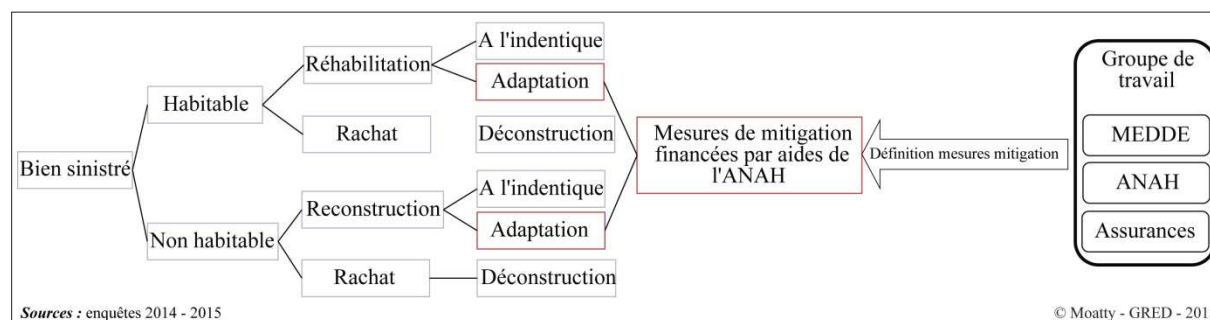 Bien sinistré
Habitable
Non habitable
Réhabilitation
Rachat
Reconstruction
Rachat
A l'indentique
Adaptation
Déconstruction
A l'indentique
Adaptation
Déconstruction
Mesures de mitigation
financées par aides de
l'ANAH
Définition mesures mitigation
Groupe de
travail
MEDDE
ANAH
Assurances
Sources : enquêtes 2014 - 2015
© Moatty - GRED -